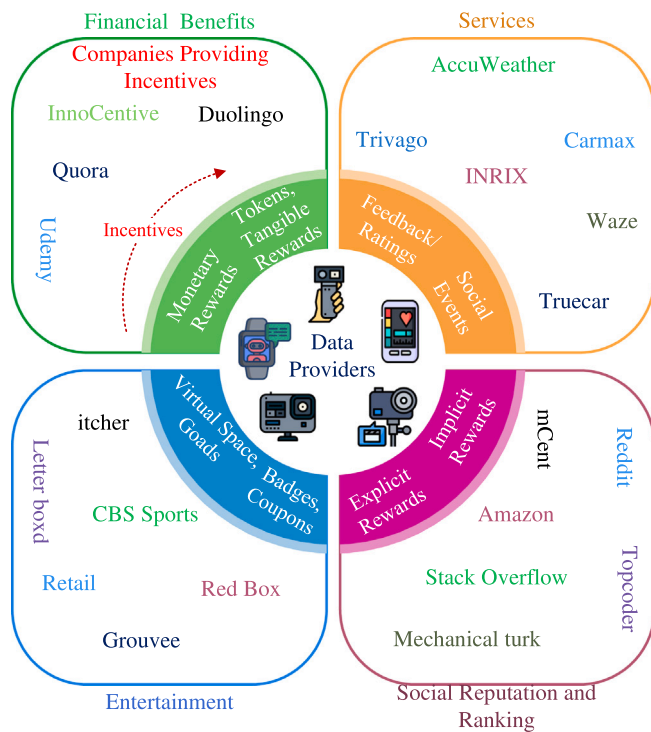 Financial Benefits
Companies Providing
Incentives
InnoCentive
Duolingo
Quora
Udemy
Incentives
Monetary
Rewards
Tokens,
Tangible
Rewards
Services
AccuWeather
Trivago
Carmax
INRIX
Waze
Truecar
Feedback/
Ratings
Social
Events
Data
Providers
itcher
Letter boxd
CBS Sports
Retail
Red Box
Grouvee
Virtual Space,
Goads
Badges,
Coupons
Entertainment
Explicit
Rewards
Implicit
Rewards
mCent
Reddit
Amazon
Stack Overflow
Topcoder
Mechanical turk
Social Reputation and
Ranking